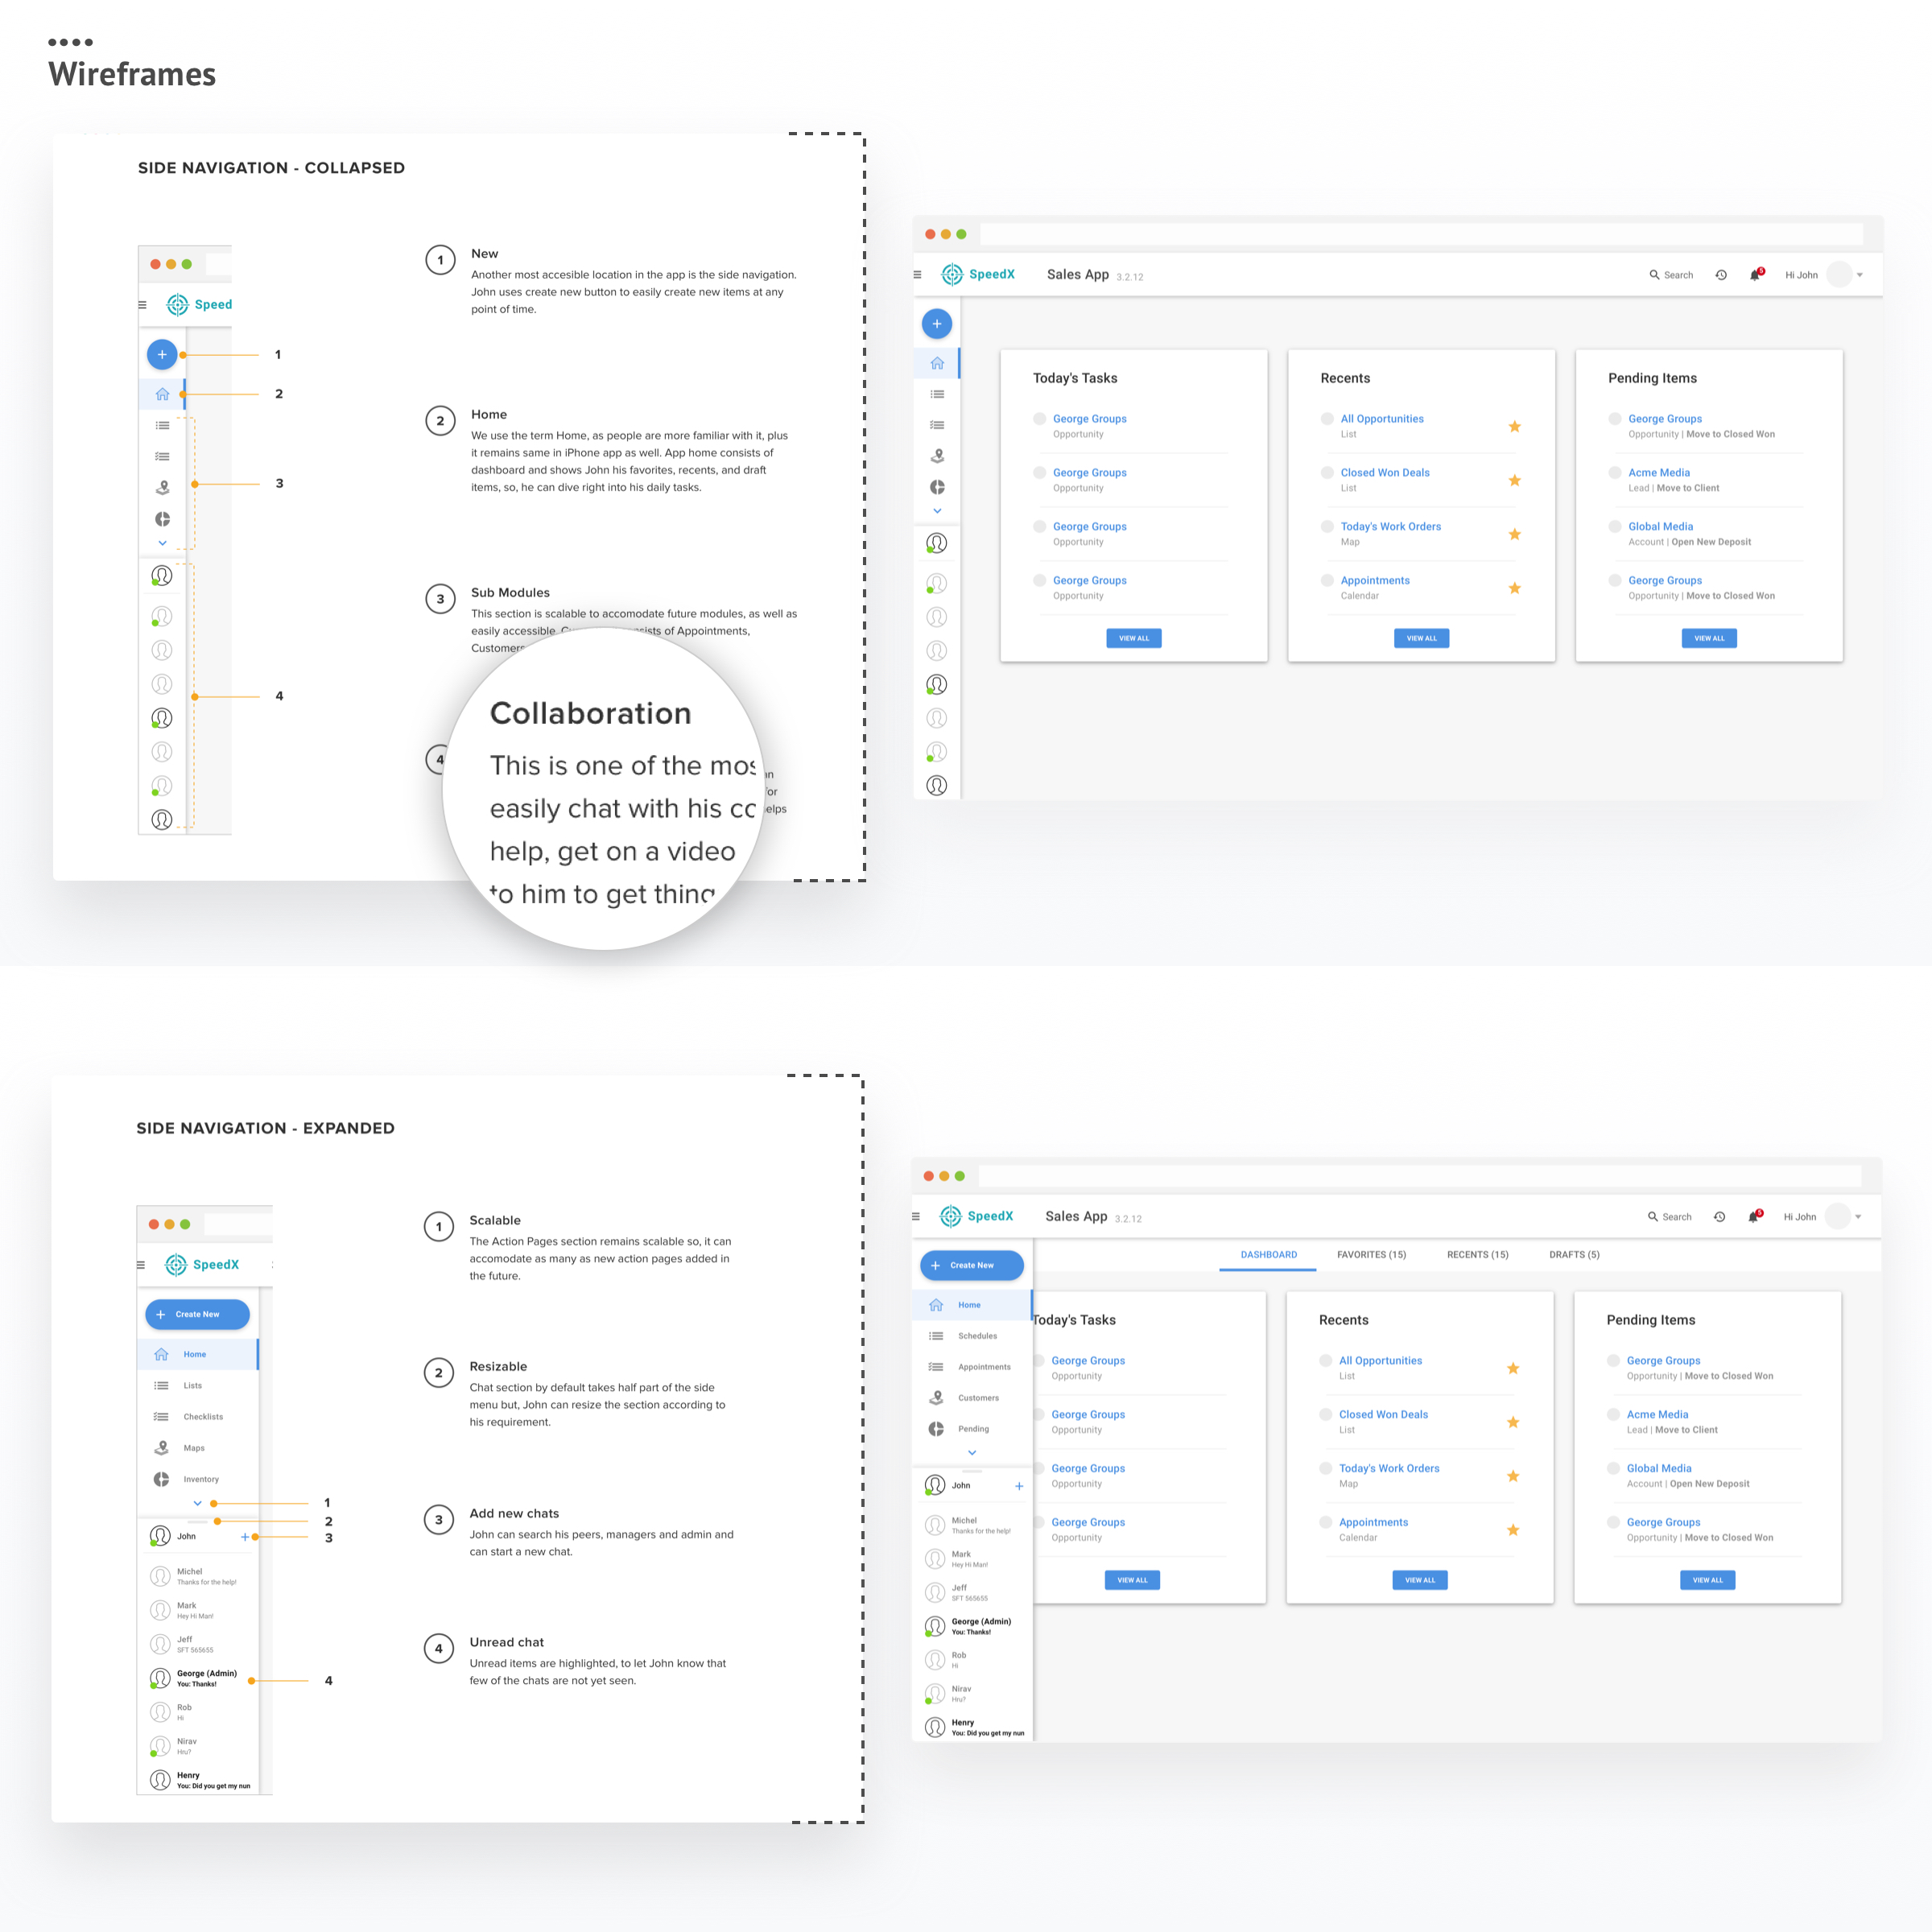 Wireframes
SIDE NAVIGATION - COLLAPSED
Speed
1
2
3
4
1
New
Another most accesible location in the app is the side navigation.
John uses create new button to easily create new items at any
point of time.
2
Home
We use the term Home, as people are more familiar with it, plus
it remains same in iPhone app as well. App home consists of
dashboard and shows John his favorites, recents, and draft
items, so, he can dive right into his daily tasks.
3
Sub Modules
This section is scalable to accomodate future modules, as well as
easily accessible. of Appointments,
Customers
4
Collaboration
This is one of the mos
easily chat with his co
help, get on a video
to him to get thing
SpeedX
Sales App 3.2.12
Search
5
Hi John
Today's Tasks
George Groups
Opportunity
George Groups
Opportunity
George Groups
Opportunity
George Groups
Opportunity
VIEW ALL
Recents
All Opportunities
List
Closed Won Deals
List
Today's Work Orders
Map
Appointments
Calendar
VIEW ALL
Pending Items
George Groups
Opportunity | Move to Closed Won
Acme Media
Lead | Move to Client
Global Media
Account | Open New Deposit
George Groups
Opportunity | Move to Closed Won
VIEW ALL
SIDE NAVIGATION - EXPANDED
SpeedX
Create New
Home
Lists
Checklists
Maps
Inventory
1
2
John
3
Michel
Thanks for the help!
Mark
Hey Hi Man!
Jeff
SFT 565655
George (Admin)
You: Thanks!
4
Rob
Hi
Nirav
Hru?
Henry
You: Did you get my nun
1
Scalable
The Action Pages section remains scalable so, it can
accomodate as many as new action pages added in
the future.
2
Resizable
Chat section by default takes half part of the side
menu but, John can resize the section according to
his requirement.
3
Add new chats
John can search his peers, managers and admin and
can start a new chat.
4
Unread chat
Unread items are highlighted, to let John know that
few of the chats are not yet seen.
SpeedX
Sales App 3.2.12
Search
5
Hi John
Create New
Home
Schedules
Appointments
Customers
Pending
John
Michel
Thanks for the help!
Mark
Hey Hi Man!
Jeff
SFT 565655
George (Admin)
You: Thanks!
Rob
Hi
Nirav
Hru?
Henry
You: Did you get my nun
DASHBOARD
FAVORITES (15)
RECENTS (15)
DRAFTS (5)
Today's Tasks
George Groups
Opportunity
George Groups
Opportunity
George Groups
Opportunity
George Groups
Opportunity
VIEW ALL
Recents
All Opportunities
List
Closed Won Deals
List
Today's Work Orders
Map
Appointments
Calendar
VIEW ALL
Pending Items
George Groups
Opportunity | Move to Closed Won
Acme Media
Lead | Move to Client
Global Media
Account | Open New Deposit
George Groups
Opportunity | Move to Closed Won
VIEW ALL